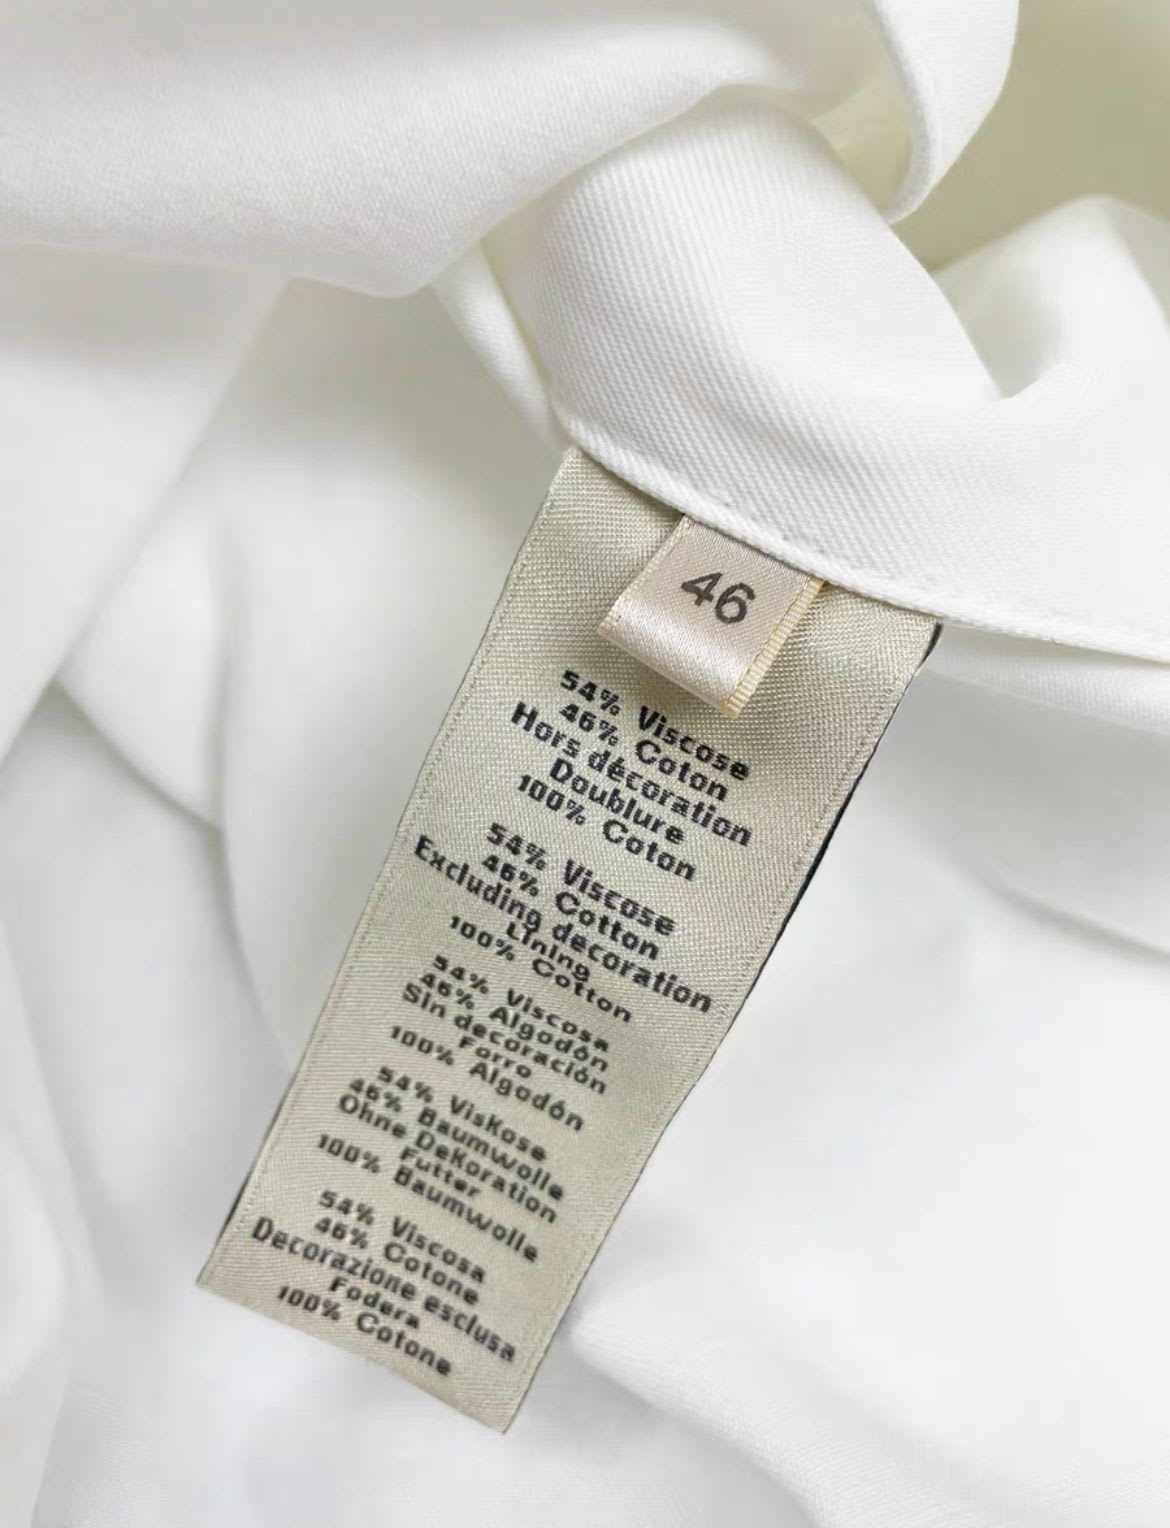 46
54% Viscose
46% Coton
Hors décoration
Doublure
100% Coton
54% Viscose
46% Cotton
Excluding decoration
Lining
100% Cotton
54% Viscosa
46% Algodón
Sin decoración
Forro
100% Algodón
54% Viskose
46% Baumwolle
Ohne Dekoration
Futter
100% Baumwolle
54% Viscosa
46% Cotone
Decorazione esclusa
Fodera
100% Cotone